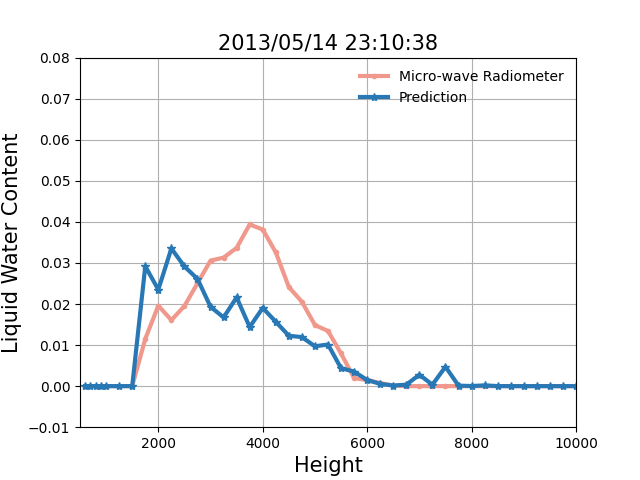 2013/05/14 23:10:38
Micro-wave Radiometer
Prediction
0.08
0.07
0.06
0.05
0.04
0.03
0.02
0.01
0.00
−0.01
Liquid Water Content
2000 4000 6000 8000 10000
Height